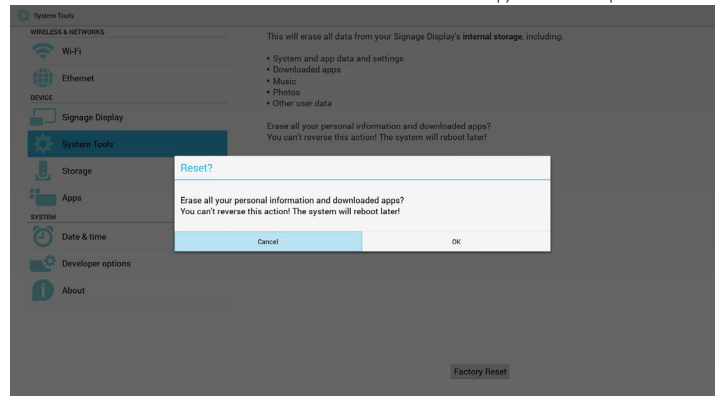 System Tools
WIRELESS & NETWORKS
Wi-Fi
Ethernet
DEVICE
Signage Display
System Tools
Storage
Apps
SYSTEM
Date & time
Developer options
About
This will erase all data from your Signage Display's internal storage, including:
• System and app data and settings
• Downloaded apps
• Music
• Photos
• Other user data
Erase all your personal information and downloaded apps?
You can't reverse this action! The system will reboot later!
Reset?
Erase all your personal information and downloaded apps?
You can't reverse this action! The system will reboot later!
Cancel
OK
Factory Reset